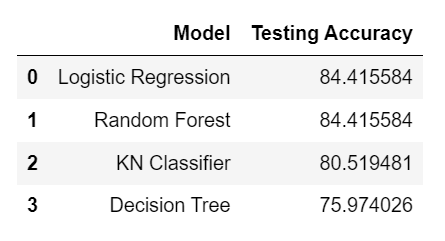 Model Testing Accuracy
0 Logistic Regression 84.415584
1 Random Forest 84.415584
2 KN Classifier 80.519481
3 Decision Tree 75.974026